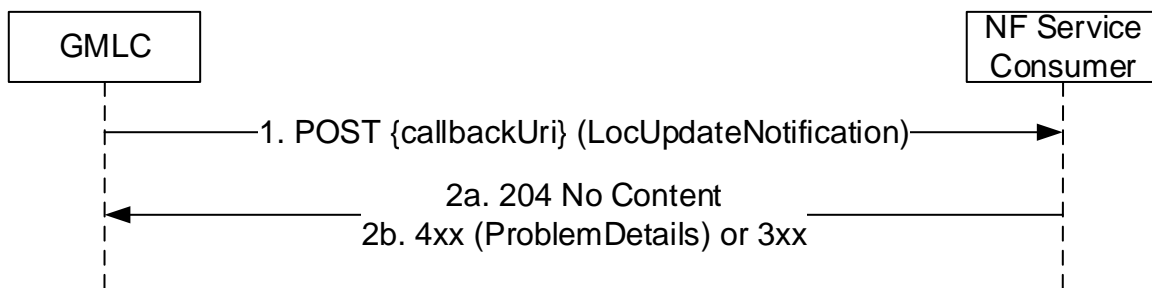 GMLC
NF Service
Consumer
1. POST {callbackUri} (LocUpdateNotification)
2a. 204 No Content
2b. 4xx (ProblemDetails) or 3xx